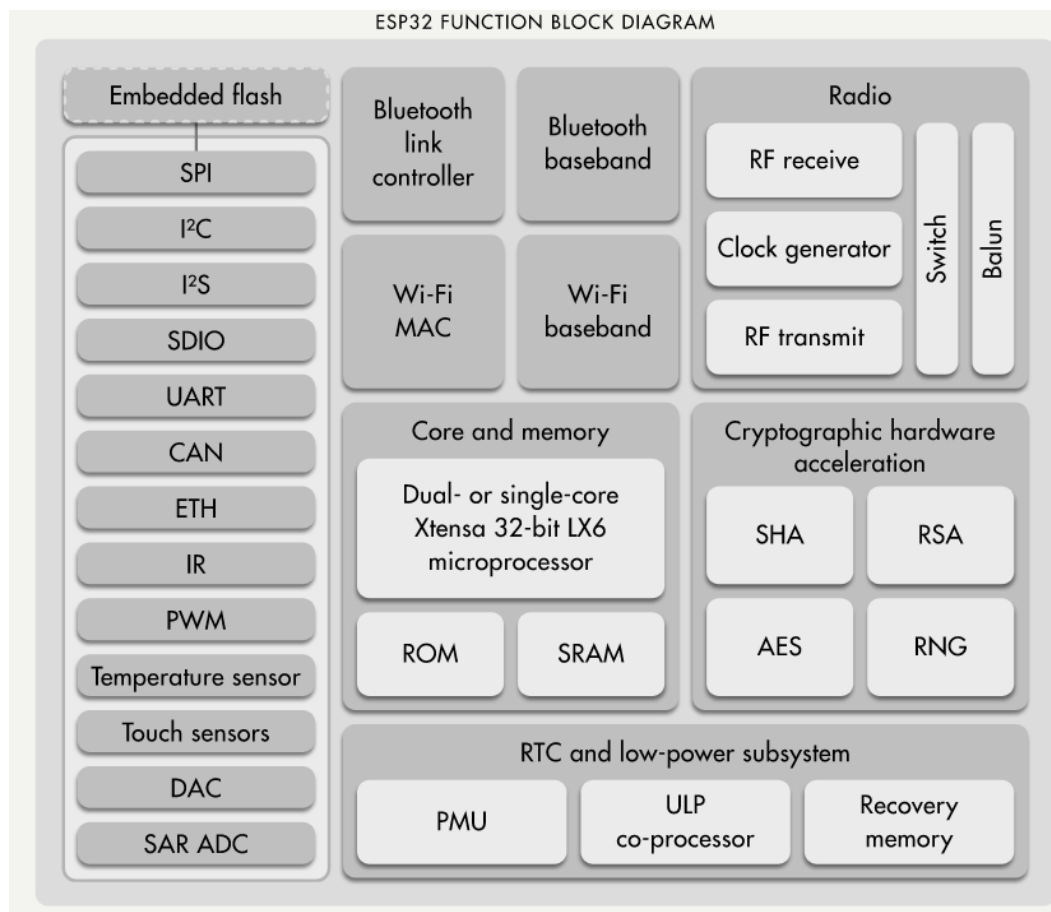 ESP32 FUNCTION BLOCK DIAGRAM
Embedded flash
SPI
I²C
I²S
SDIO
UART
CAN
ETH
IR
PWM
Temperature sensor
Touch sensors
DAC
SAR ADC
Bluetooth
link
controller
Bluetooth
baseband
Wi-Fi
MAC
Wi-Fi
baseband
Radio
RF receive
Clock generator
RF transmit
Switch
Balun
Core and memory
Dual- or single-core
Xtensa 32-bit LX6
microprocessor
ROM
SRAM
Cryptographic hardware
acceleration
SHA
RSA
AES
RNG
RTC and low-power subsystem
PMU
ULP
co-processor
Recovery
memory